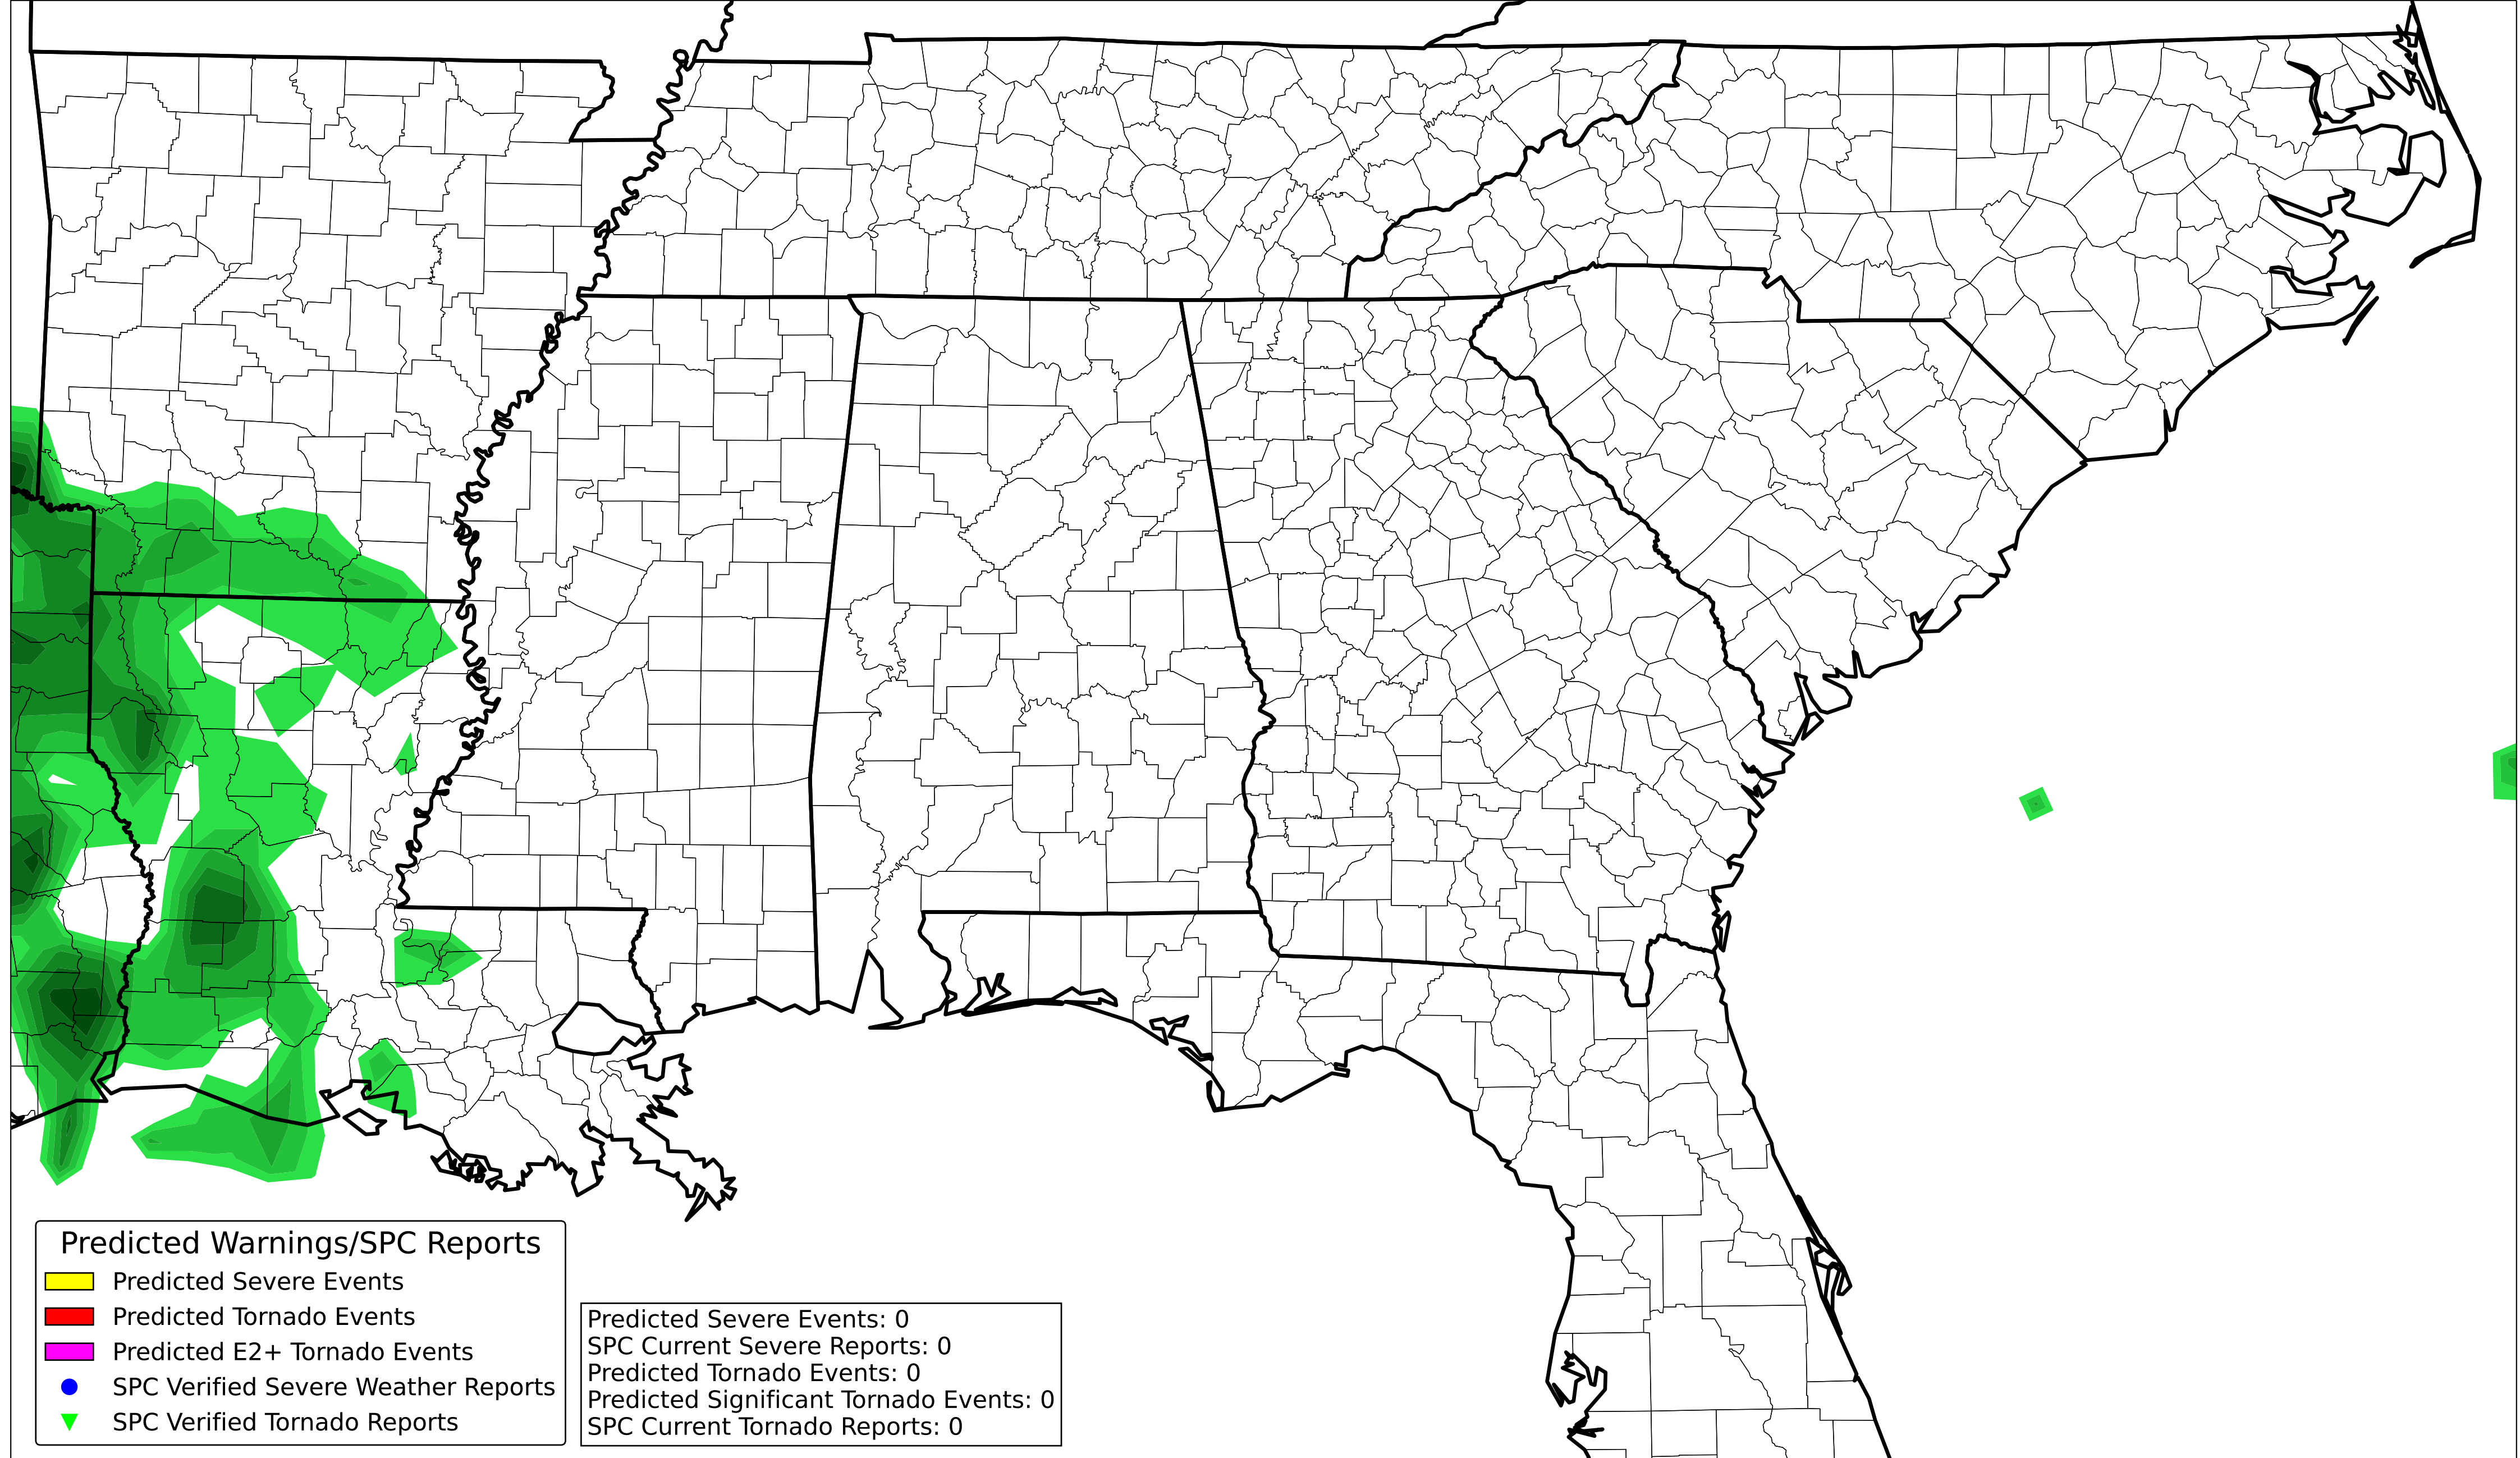 Predicted Warnings/SPC Reports
Predicted Severe Events
Predicted Tornado Events
Predicted E2+ Tornado Events
SPC Verified Severe Weather Reports
SPC Verified Tornado Reports
Predicted Severe Events: 0
SPC Current Severe Reports: 0
Predicted Tornado Events: 0
Predicted Significant Tornado Events: 0
SPC Current Tornado Reports: 0